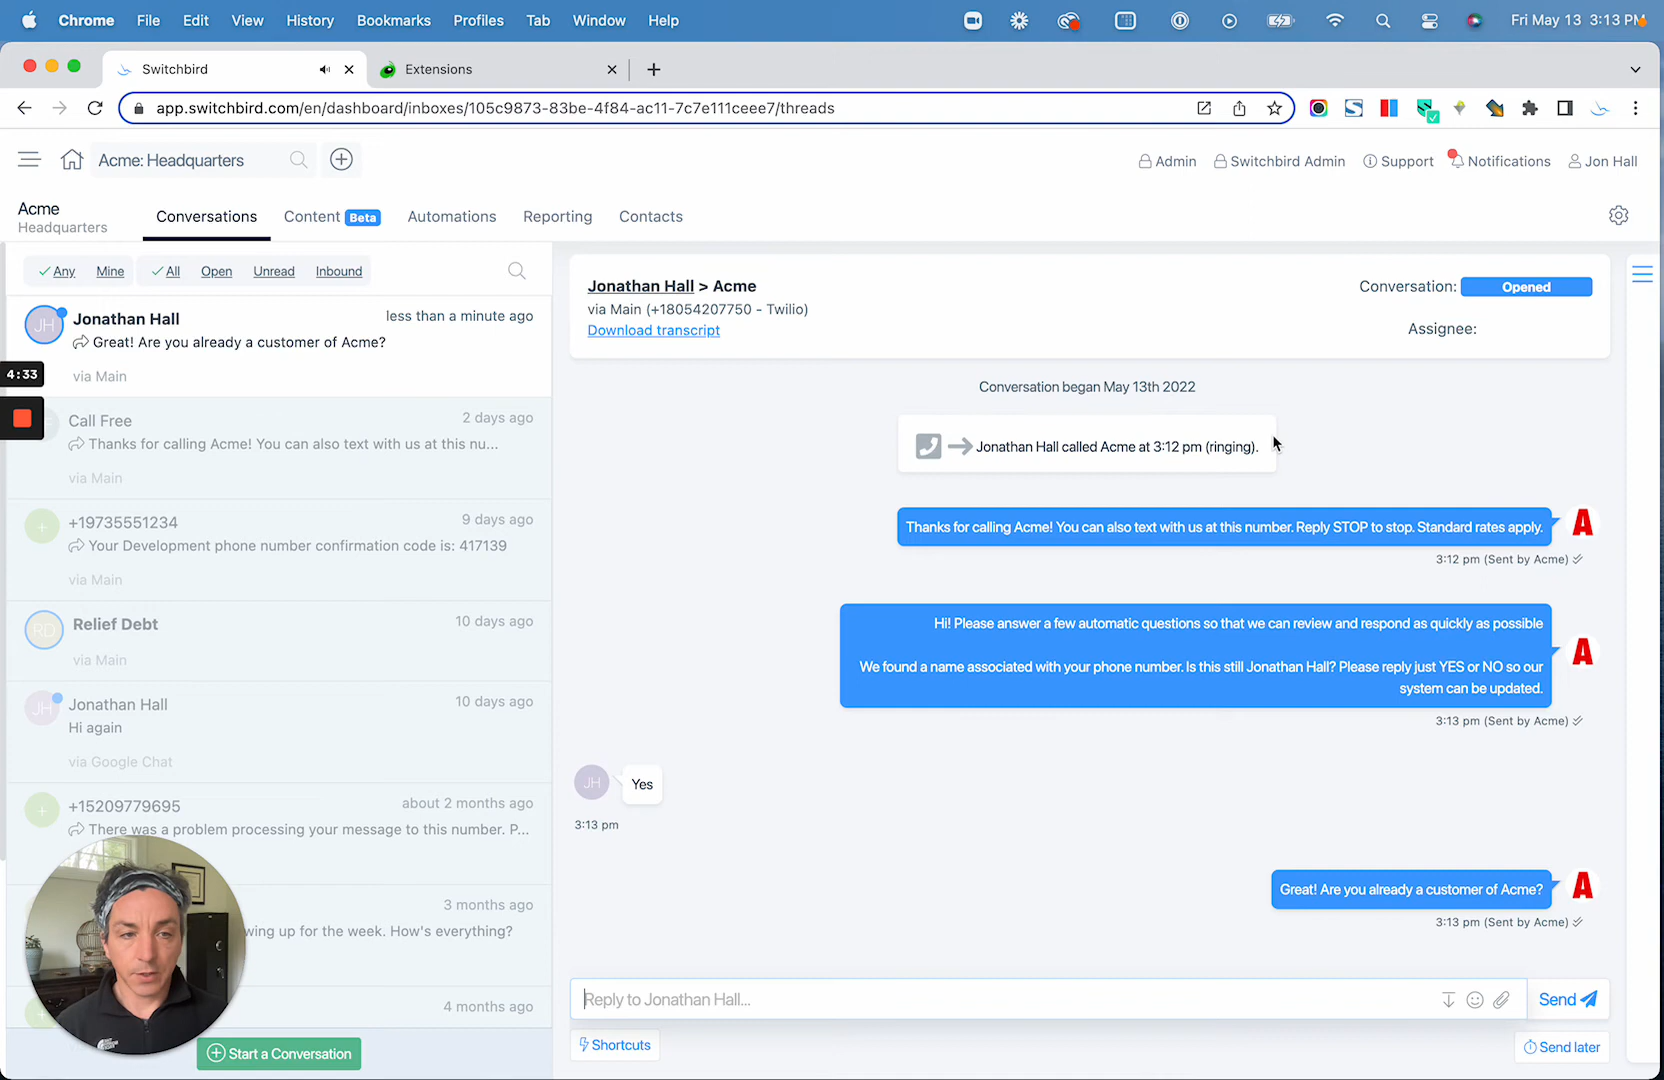 Chrome File Edit View History Bookmarks Profiles Tab Window Help Fri May 13 3:13 PM
Switchbird Extensions
app.switchbird.com/en/dashboard/inboxes/105c9873-83be-4f84-ac11-7c7e111ceee7/threads
Acme: Headquarters Admin Switchbird Admin Support Notifications Jon Hall
Acme
Headquarters
Conversations Content Beta Automations Reporting Contacts
Any Mine All Open Unread Inbound
Jonathan Hall less than a minute ago
Great! Are you already a customer of Acme?
via Main
4:33
Call Free 2 days ago
Thanks for calling Acme! You can also text with us at this nu...
via Main
+19735551234 9 days ago
Your Development phone number confirmation code is: 417139
via Main
RD Relief Debt 10 days ago
via Main
JH Jonathan Hall 10 days ago
Hi again
via Google Chat
+15209779695 about 2 months ago
There was a problem processing your message to this number. P...
3 months ago
wing up for the week. How's everything?
4 months ago
Start a Conversation
Jonathan Hall > Acme
via Main (+18054207750 - Twilio)
Download transcript
Conversation: Opened
Assignee:
Conversation began May 13th 2022
Jonathan Hall called Acme at 3:12 pm (ringing).
Thanks for calling Acme! You can also text with us at this number. Reply STOP to stop. Standard rates apply.
A
3:12 pm (Sent by Acme)
Hi! Please answer a few automatic questions so that we can review and respond as quickly as possible
We found a name associated with your phone number. Is this still Jonathan Hall? Please reply just YES or NO so our
system can be updated.
A
3:13 pm (Sent by Acme)
JH Yes
3:13 pm
Great! Are you already a customer of Acme?
A
3:13 pm (Sent by Acme)
Reply to Jonathan Hall...
Send
Shortcuts
Send later